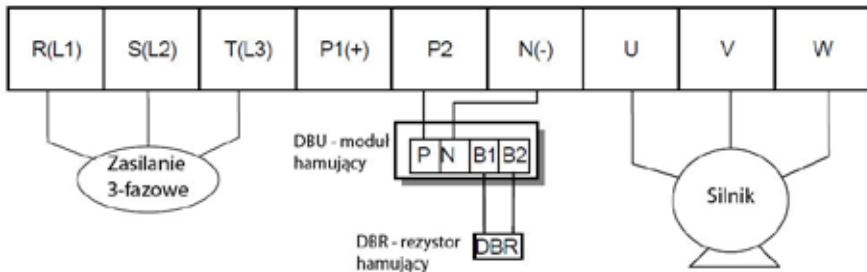 R(L1) S(L2) T(L3) P1(+) P2 N(-) U V W
DBU - moduł
hamujący
P N B1 B2
Zasilanie
3-fazowe
Silnik
DBR - rezystor
hamujący
DBR